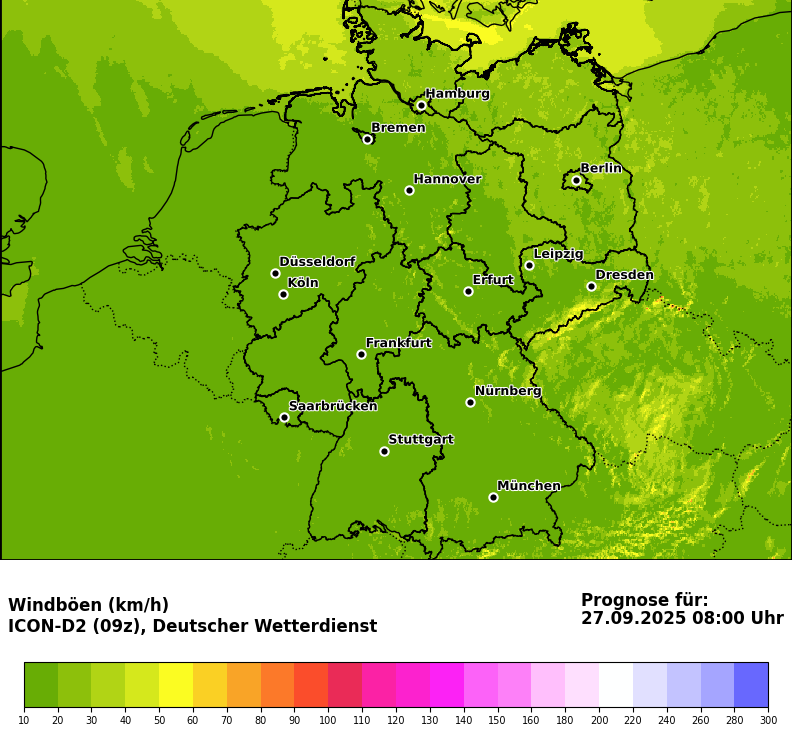 Hamburg
Bremen
Berlin
Hannover
Leipzig
Düsseldorf
Dresden
Köln
Erfurt
Frankfurt
Nürnberg
Saarbrücken
Stuttgart
München
Windböen (km/h)
ICON-D2 (09z), Deutscher Wetterdienst
Prognose für:
27.09.2025 08:00 Uhr
10 20 30 40 50 60 70 80 90 100 110 120 130 140 150 160 180 200 220 240 260 280 300